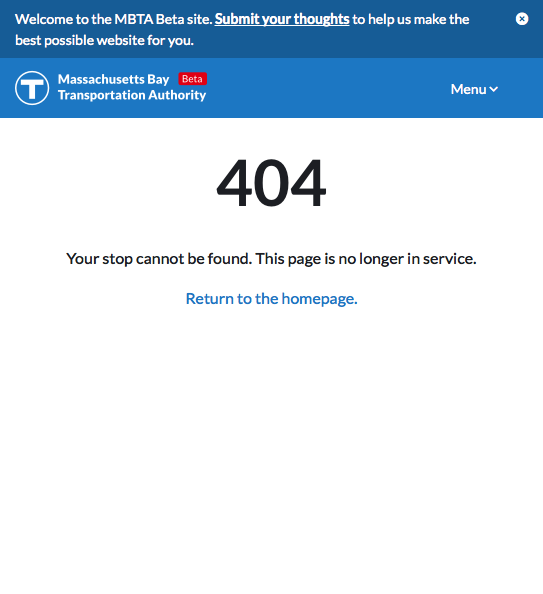 Welcome to the MBTA Beta site. Submit your thoughts to help us make the
best possible website for you.
T
Massachusetts Bay Beta
Transportation Authority
Menu
404
Your stop cannot be found. This page is no longer in service.
Return to the homepage.